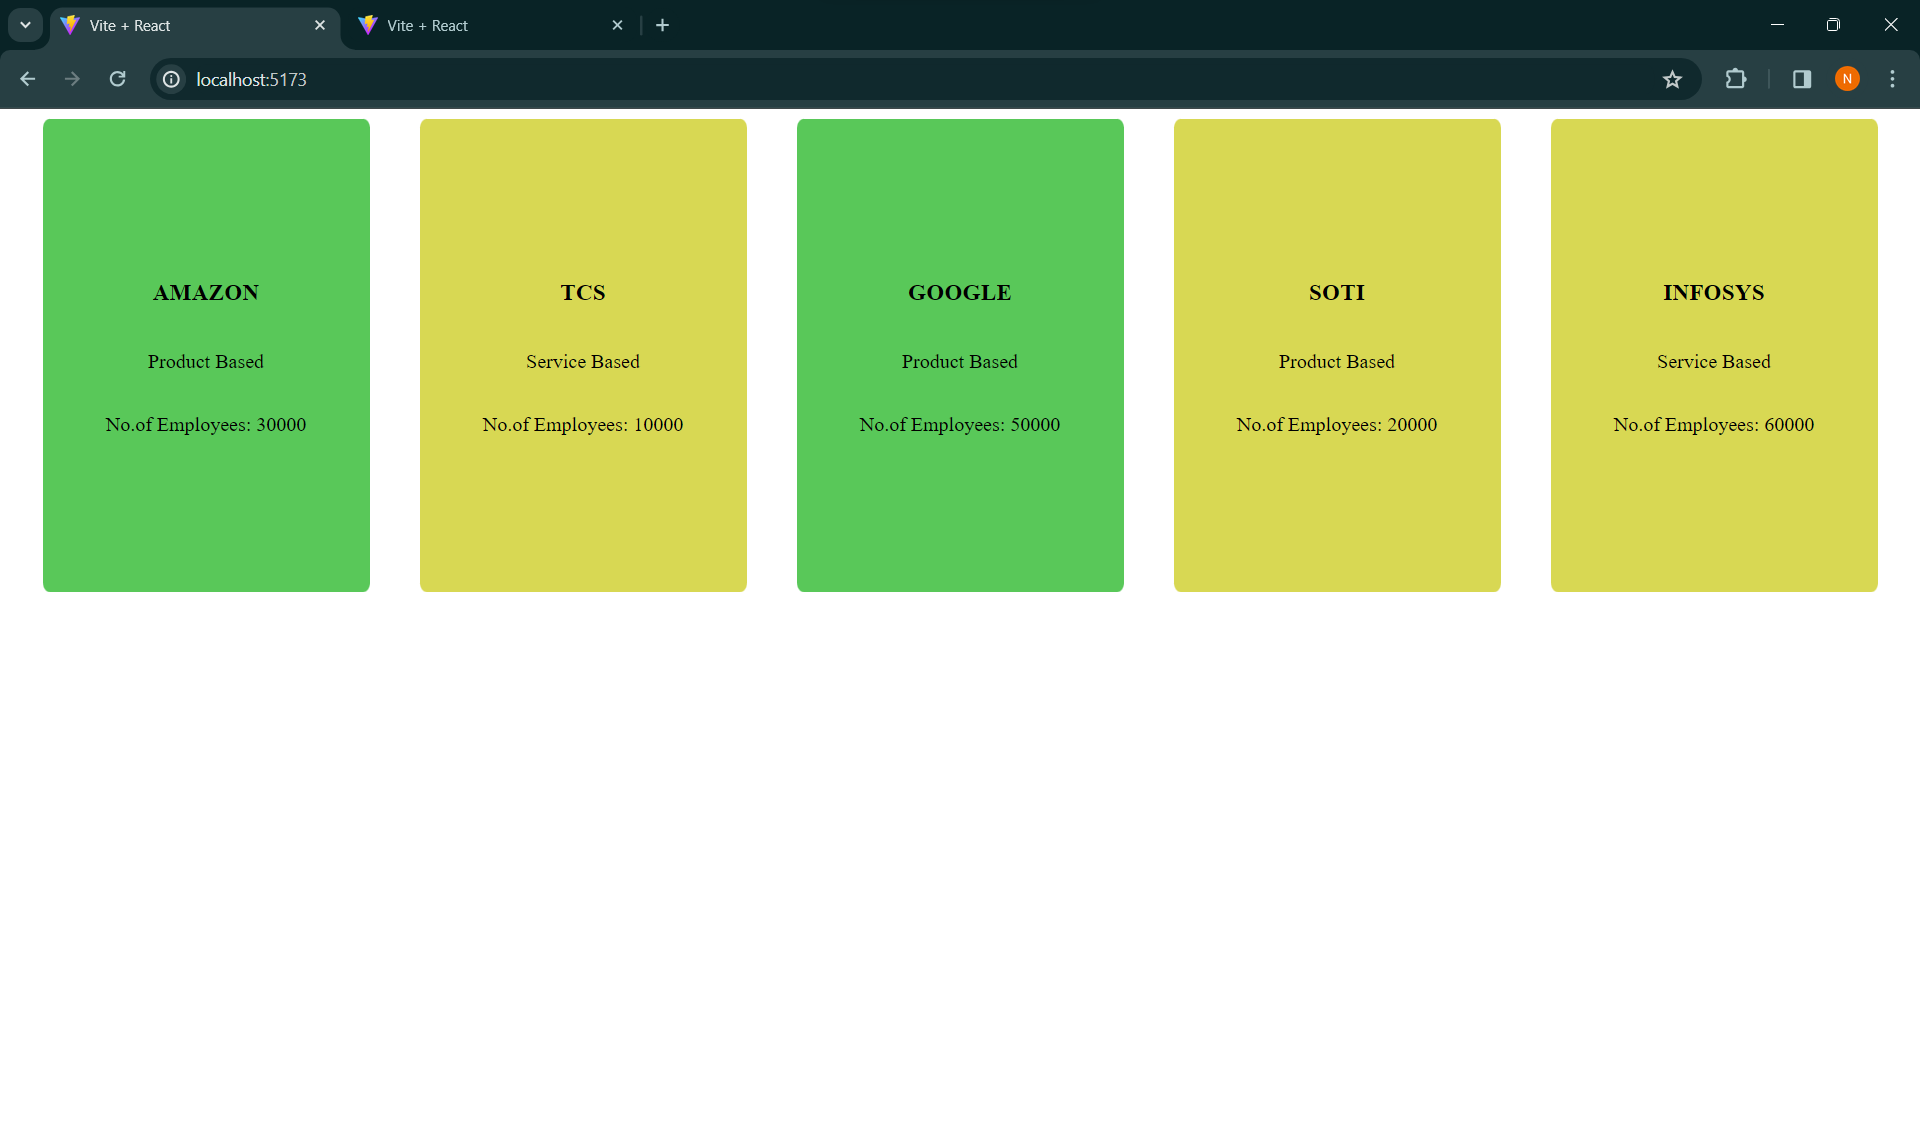 Vite + React
Vite + React
localhost:5173
N
AMAZON
Product Based
No.of Employees: 30000
TCS
Service Based
No.of Employees: 10000
GOOGLE
Product Based
No.of Employees: 50000
SOTI
Product Based
No.of Employees: 20000
INFOSYS
Service Based
No.of Employees: 60000